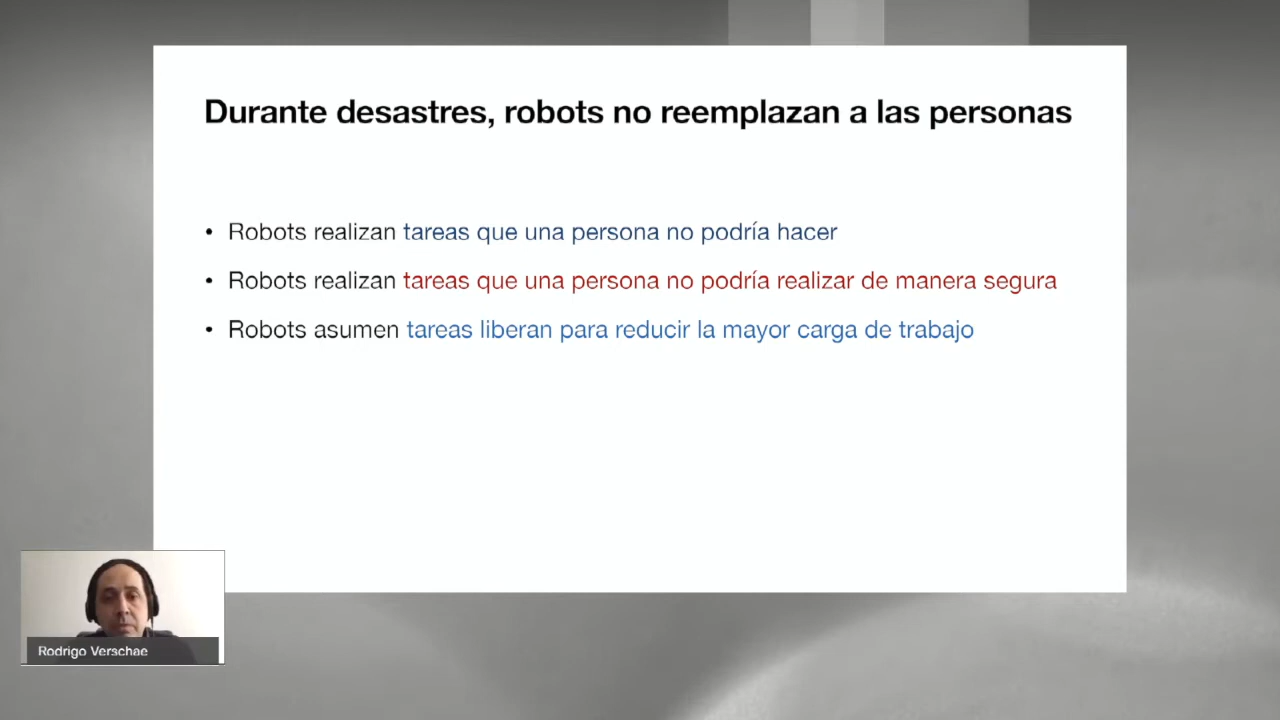 Durante desastres, robots no reemplazan a las personas
• Robots realizan tareas que una persona no podría hacer
• Robots realizan tareas que una persona no podría realizar de manera segura
• Robots asumen tareas liberan para reducir la mayor carga de trabajo
Rodrigo Verschae